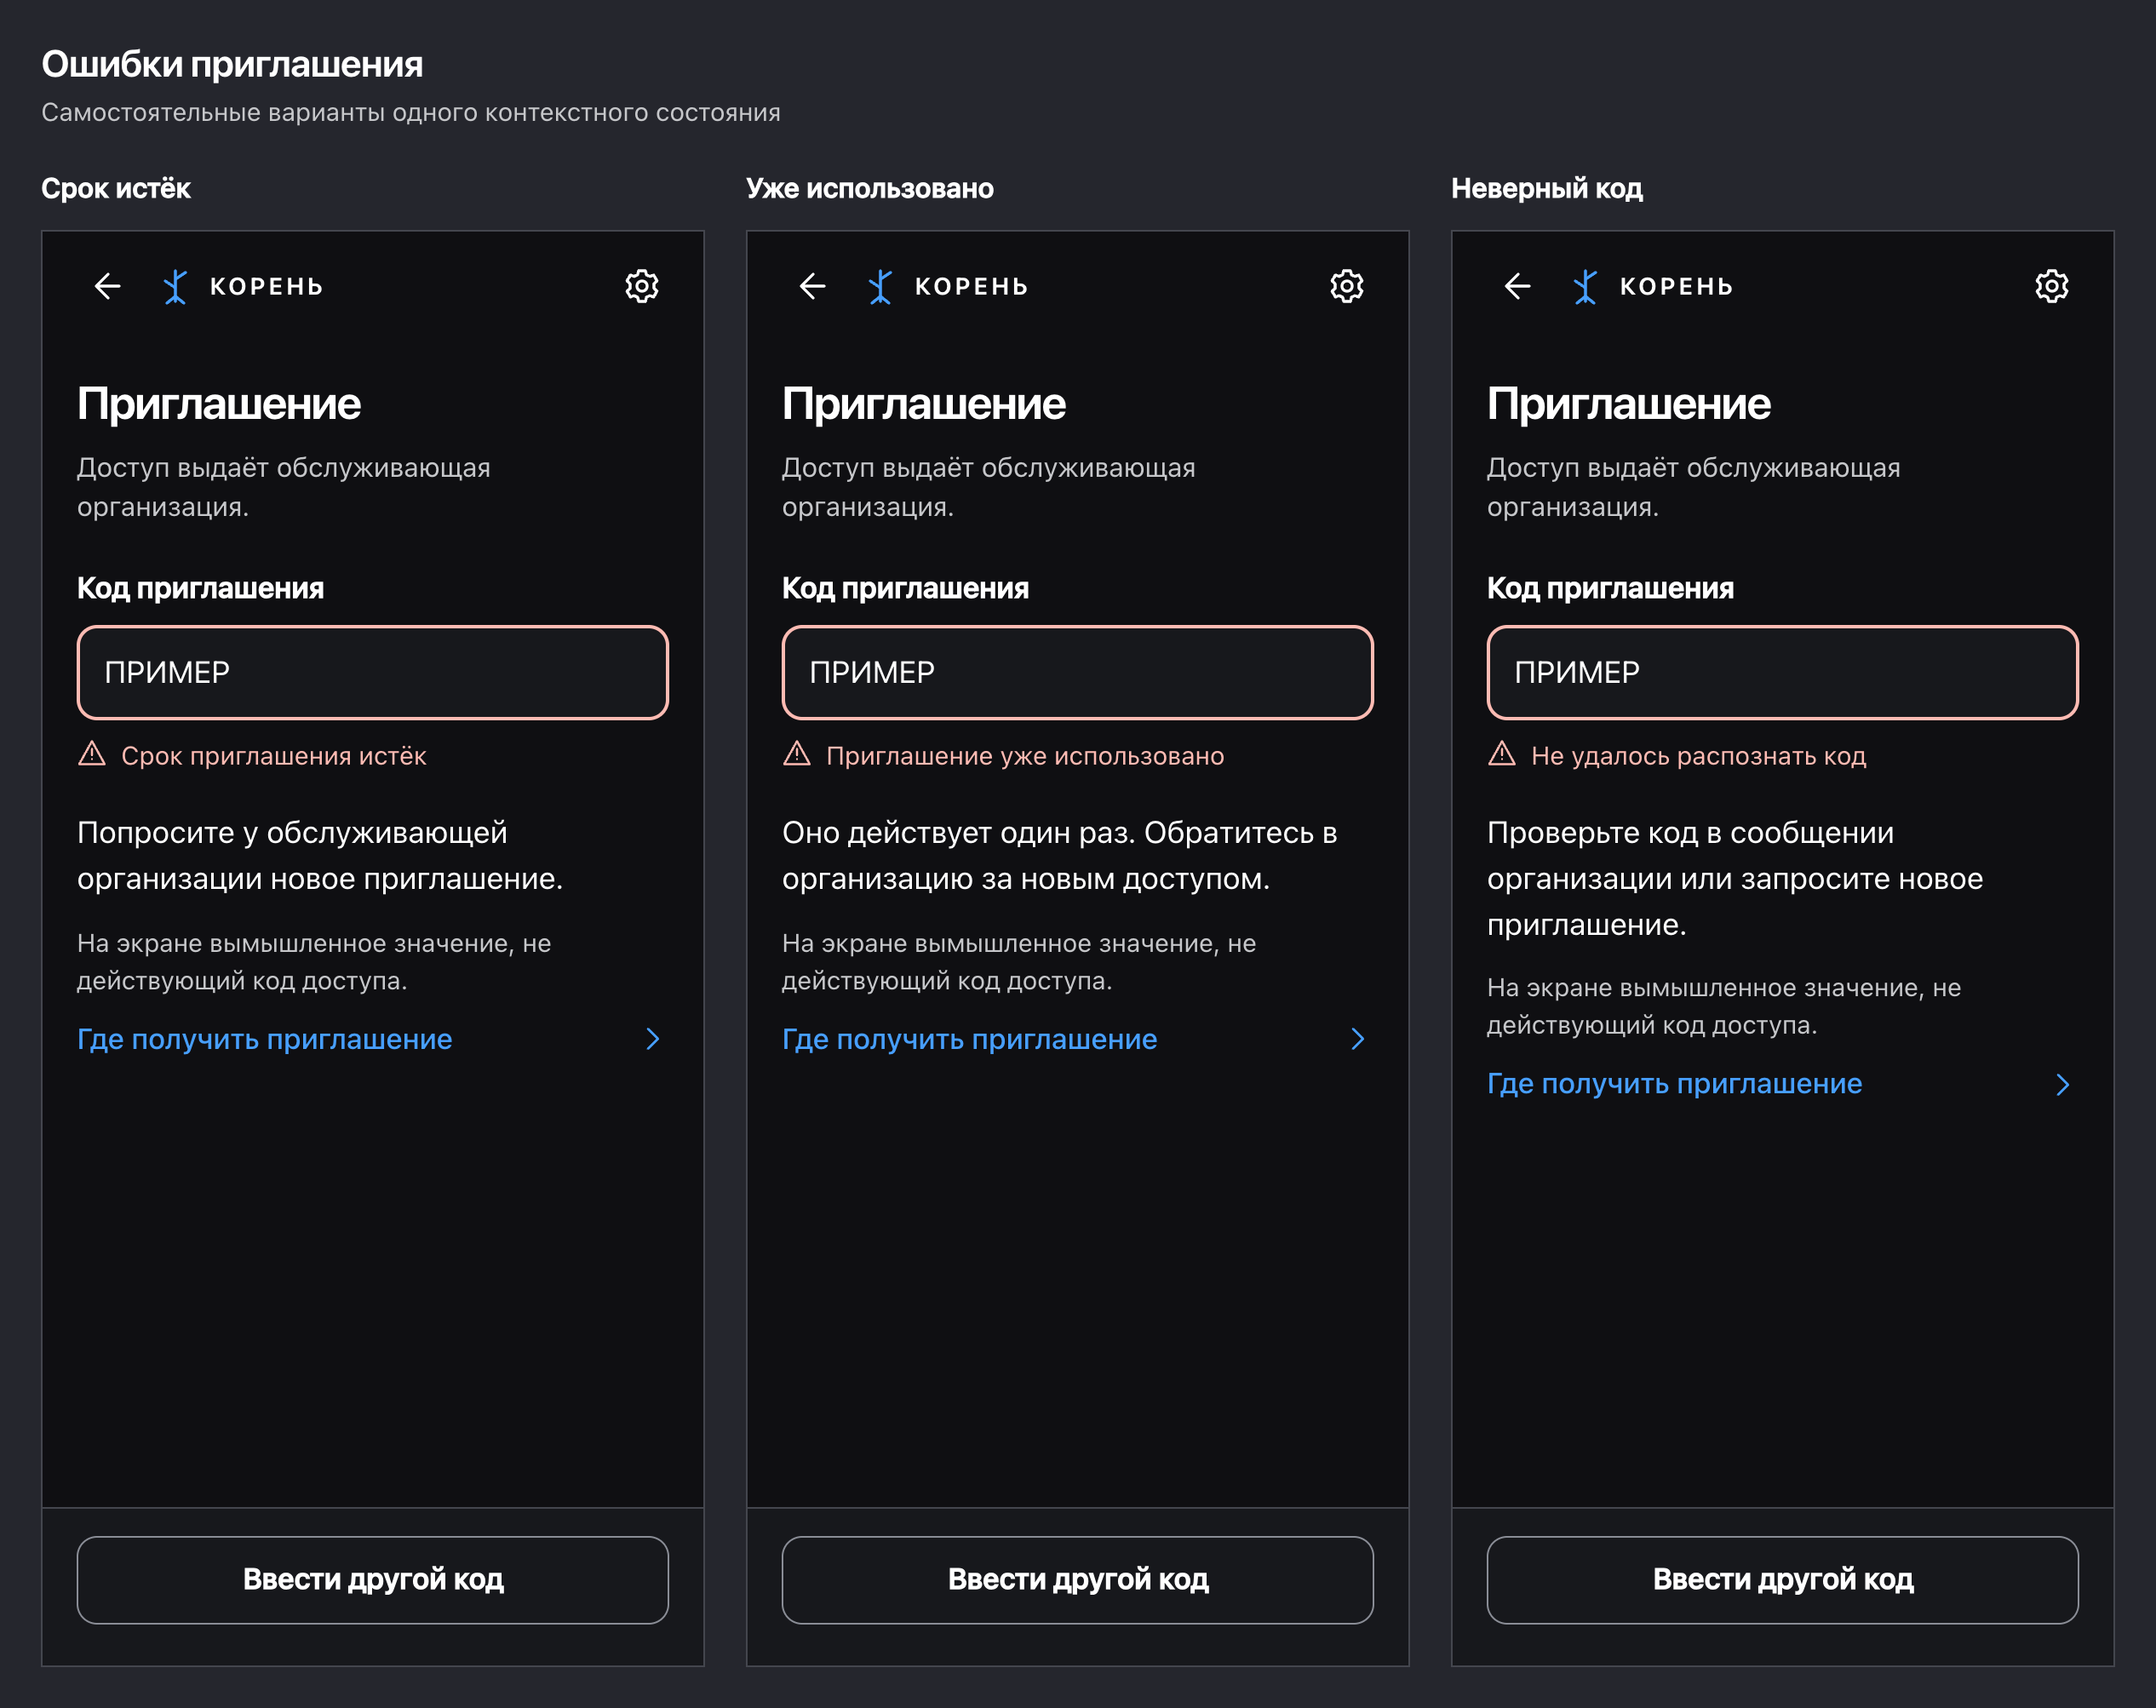 Ошибки приглашения
Самостоятельные варианты одного контекстного состояния
Срок истёк
КОРЕНЬ
Приглашение
Доступ выдаёт обслуживающая
организация.
Код приглашения
ПРИМЕР
Срок приглашения истёк
Попросите у обслуживающей
организации новое приглашение.
На экране вымышленное значение, не
действующий код доступа.
Где получить приглашение
Ввести другой код
Уже использовано
КОРЕНЬ
Приглашение
Доступ выдаёт обслуживающая
организация.
Код приглашения
ПРИМЕР
Приглашение уже использовано
Оно действует один раз. Обратитесь в
организацию за новым доступом.
На экране вымышленное значение, не
действующий код доступа.
Где получить приглашение
Ввести другой код
Неверный код
КОРЕНЬ
Приглашение
Доступ выдаёт обслуживающая
организация.
Код приглашения
ПРИМЕР
Не удалось распознать код
Проверьте код в сообщении
организации или запросите новое
приглашение.
На экране вымышленное значение, не
действующий код доступа.
Где получить приглашение
Ввести другой код